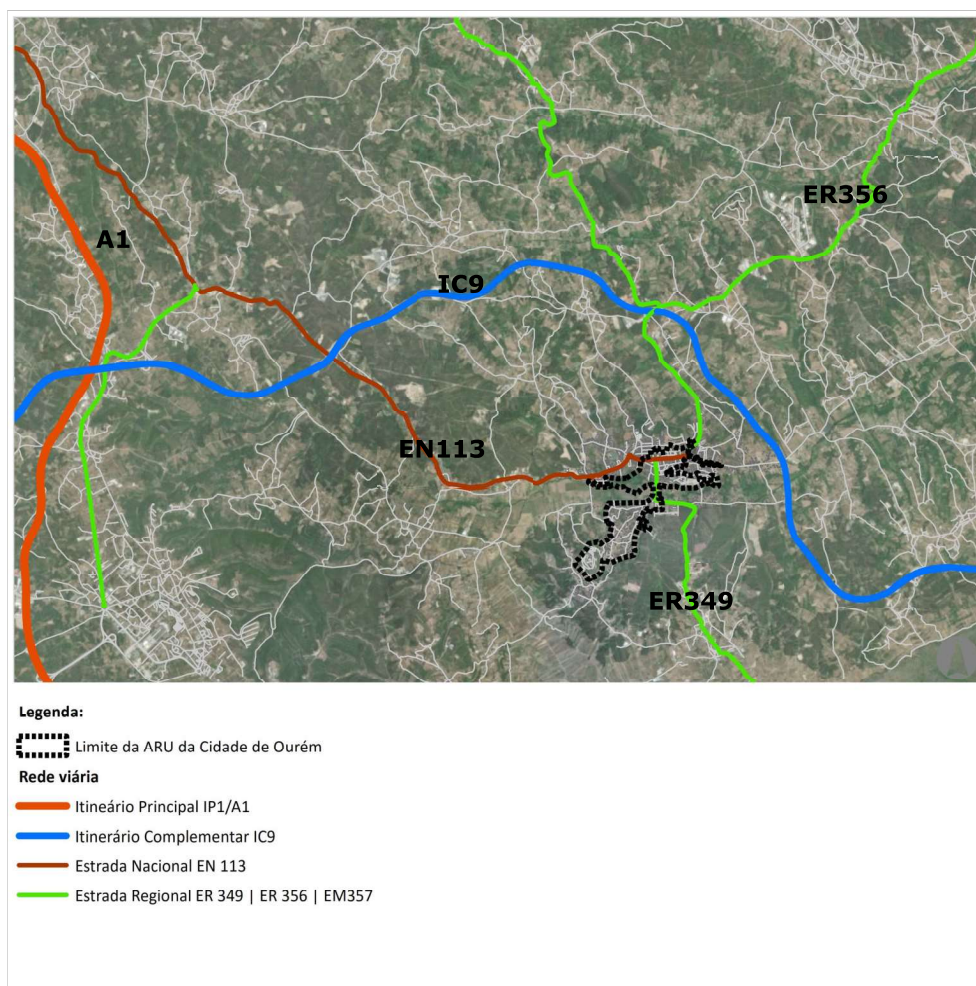 ER356
A1
IC9
EN113
ER349
Legenda:
Limite da ARU da Cidade de Ourém
Rede viária
Itineário Principal IP1/A1
Itinerário Complementar IC9
Estrada Nacional EN 113
Estrada Regional ER 349 | ER 356 | EM357